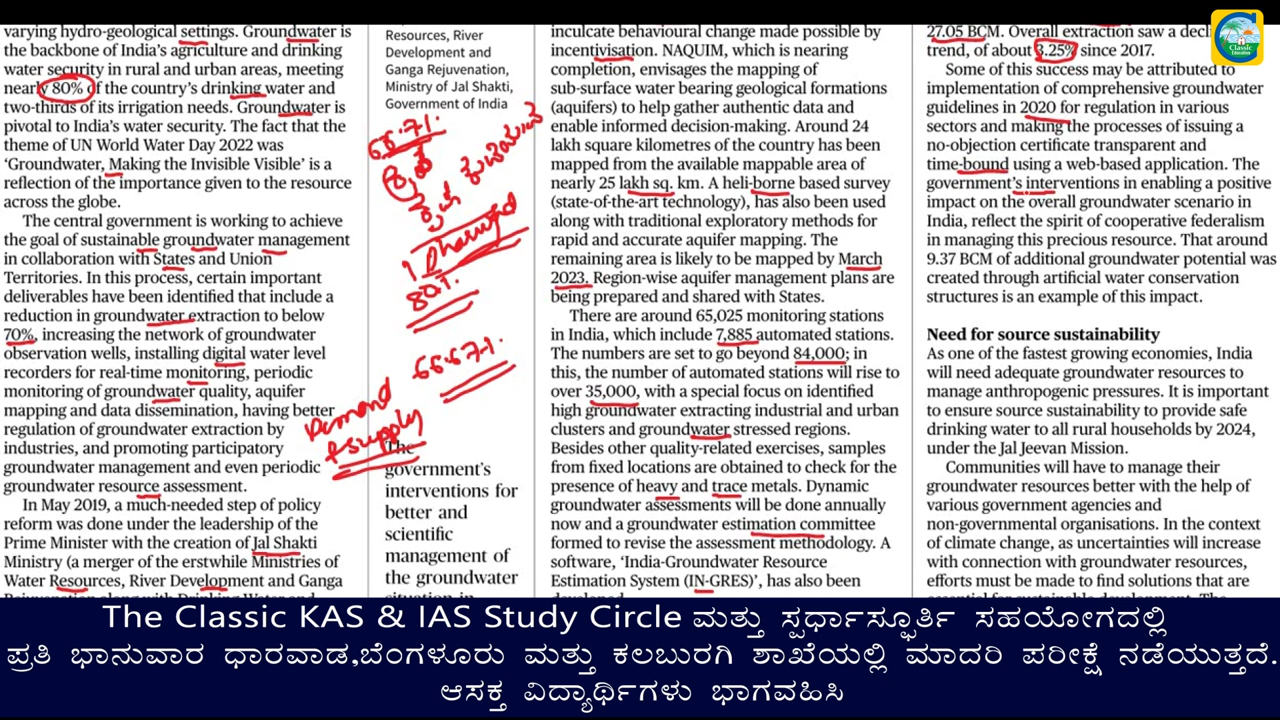 varying hydro-geological settings. Groundwater is
the backbone of India's agriculture and drinking
water security in rural and urban areas, meeting
nearly 80% of the country's drinking water and
two-thirds of its irrigation needs. Groundwater is
pivotal to India's water security. The fact that the
theme of UN World Water Day 2022 was
'Groundwater, Making the Invisible Visible' is a
reflection of the importance given to the resource
across the globe.
The central government is working to achieve
the goal of sustainable groundwater management
in collaboration with States and Union
Territories. In this process, certain important
deliverables have been identified that include a
reduction in groundwater extraction to below
70%, increasing the network of groundwater
observation wells, installing digital water level
recorders for real-time monitoring, periodic
monitoring of groundwater quality, aquifer
mapping and data dissemination, having better
regulation of groundwater extraction by
industries, and promoting participatory
groundwater management and even periodic
groundwater resource assessment.
In May 2019, a much-needed step of policy
reform was done under the leadership of the
Prime Minister with the creation of Jal Shakti
Ministry (a merger of the erstwhile Ministries of
Water Resources, River Development and Ganga
Resources, River
Development and
Ganga Rejuvenation,
Ministry of Jal Shakti,
Government of India
66.7%
1 Dharwad
80%
66.67%
Demand
& supply
The
government's
interventions for
better and
scientific
management of
the groundwater
inculcate behavioural change made possible by
incentivisation. NAQUIM, which is nearing
completion, envisages the mapping of
sub-surface water bearing geological formations
(aquifers) to help gather authentic data and
enable informed decision-making. Around 24
lakh square kilometres of the country has been
mapped from the available mappable area of
nearly 25 lakh sq. km. A heli-borne based survey
(state-of-the-art technology), has also been used
along with traditional exploratory methods for
rapid and accurate aquifer mapping. The
remaining area is likely to be mapped by March
2023. Region-wise aquifer management plans are
being prepared and shared with States.
There are around 65,025 monitoring stations
in India, which include 7,885 automated stations.
The numbers are set to go beyond 84,000; in
this, the number of automated stations will rise to
over 35,000, with a special focus on identified
high groundwater extracting industrial and urban
clusters and groundwater stressed regions.
Besides other quality-related exercises, samples
from fixed locations are obtained to check for the
presence of heavy and trace metals. Dynamic
groundwater assessments will be done annually
now and a groundwater estimation committee
formed to revise the assessment methodology. A
software, 'India-Groundwater Resource
Estimation System (IN-GRES)', has also been
27.05 BCM. Overall extraction saw a
trend, of about 3.25% since 2017.
Some of this success may be attributed to
implementation of comprehensive groundwater
guidelines in 2020 for regulation in various
sectors and making the processes of issuing a
no-objection certificate transparent and
time-bound using a web-based application. The
government's interventions in enabling a positive
impact on the overall groundwater scenario in
India, reflect the spirit of cooperative federalism
in managing this precious resource. That around
9.37 BCM of additional groundwater potential was
created through artificial water conservation
structures is an example of this impact.
Need for source sustainability
As one of the fastest growing economies, India
will need adequate groundwater resources to
manage anthropogenic pressures. It is important
to ensure source sustainability to provide safe
drinking water to all rural households by 2024,
under the Jal Jeevan Mission.
Communities will have to manage their
groundwater resources better with the help of
various government agencies and
non-governmental organisations. In the context
of climate change, as uncertainties will increase
with connection with groundwater resources,
efforts must be made to find solutions that are
Classic
Education
The Classic KAS & IAS Study Circle ಮತ್ತು ಸ್ಪರ್ಧಾಸ್ಫೂರ್ತಿ ಸಹಯೋಗದಲ್ಲಿ
ಪ್ರತಿ ಭಾನುವಾರ ಧಾರವಾಡ,ಬೆಂಗಳೂರು ಮತ್ತು ಕಲಬುರಗಿ ಶಾಖೆಯಲ್ಲಿ ಮಾದರಿ ಪರೀಕ್ಷೆ ನಡೆಯುತ್ತದೆ.
ಆಸಕ್ತ ವಿದ್ಯಾರ್ಥಿಗಳು ಭಾಗವಹಿಸಿ